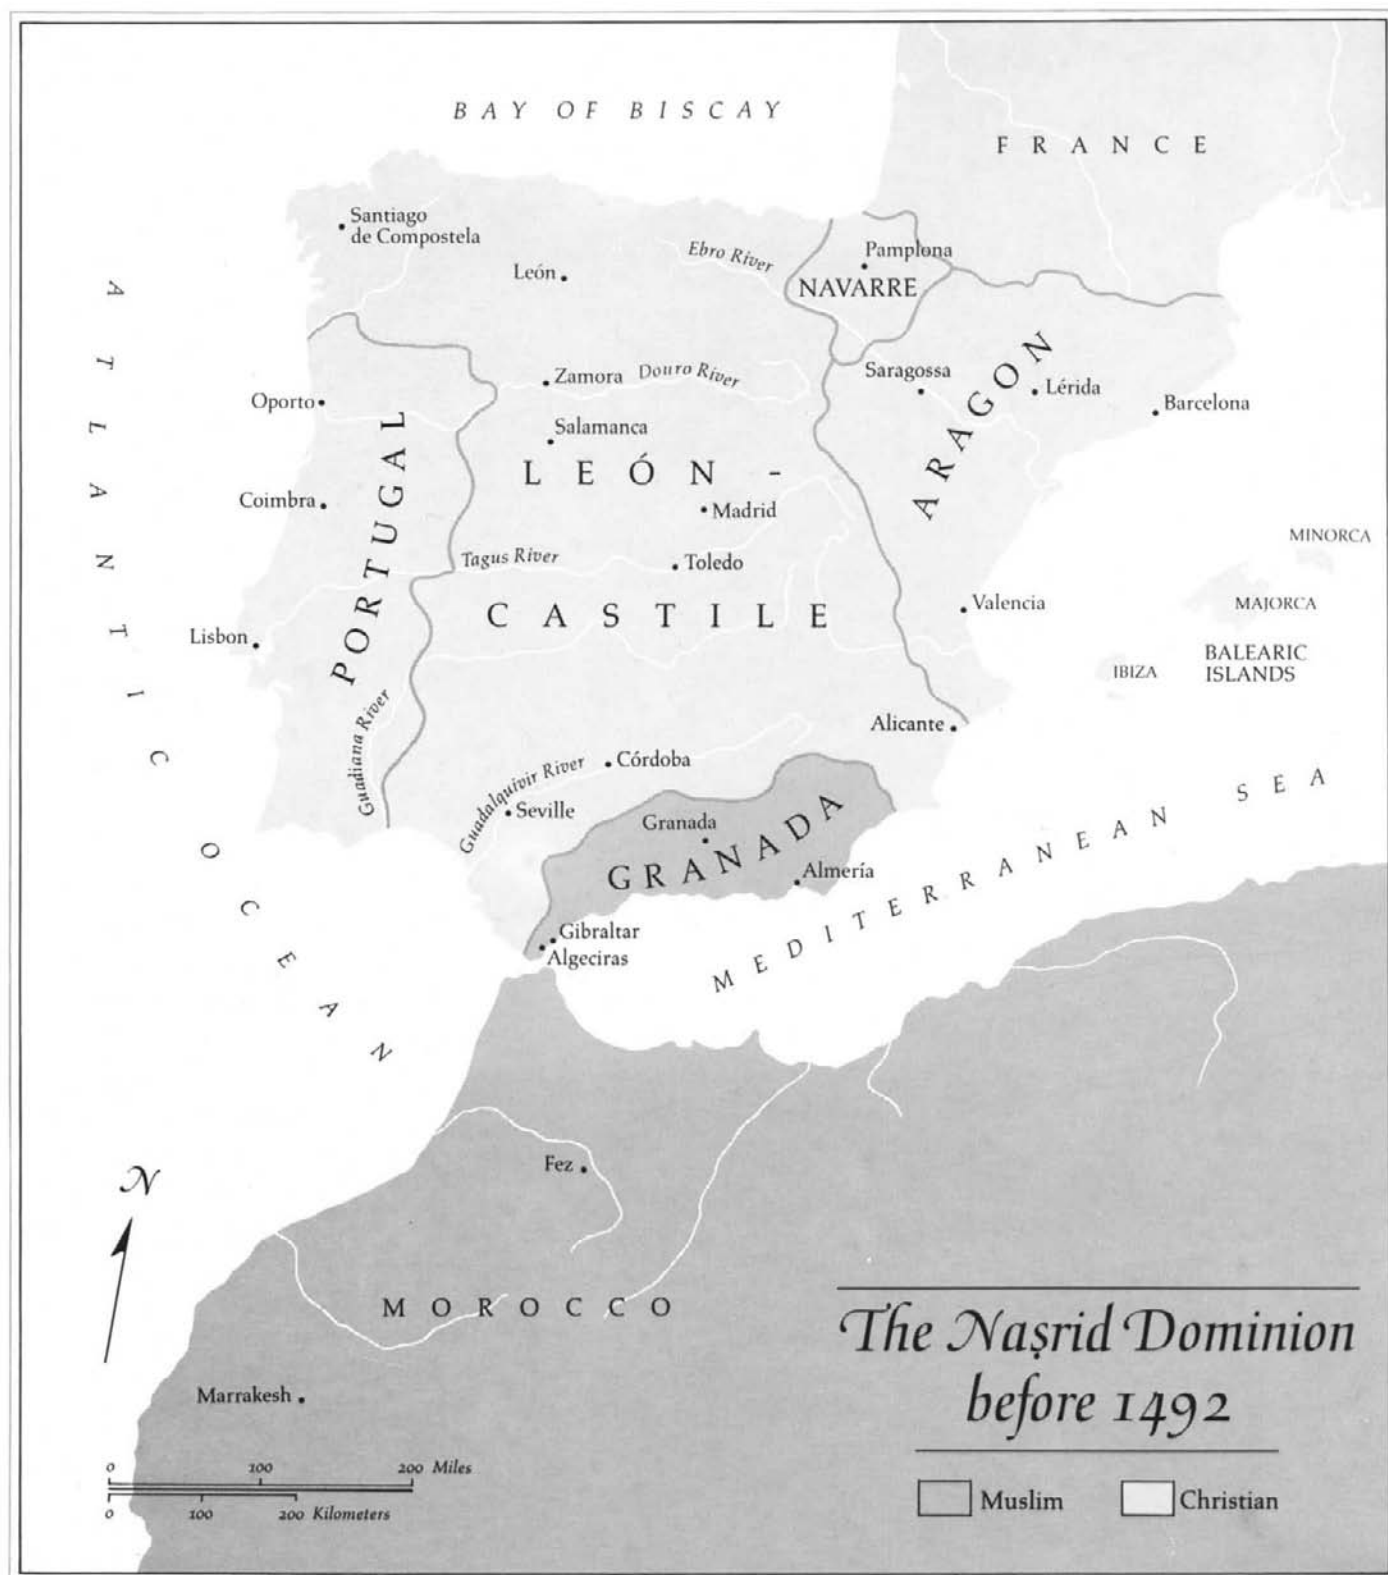 BAY OF BISCAY
FRANCE
Santiago
de Compostela
León
Ebro River
Pamplona
NAVARRE
ATLANTIC OCEAN
Zamora
Douro River
Saragossa
Lérida
Oporto
Barcelona
Salamanca
ARAGON
LEÓN -
PORTUGAL
Coimbra
Madrid
MINORCA
Tagus River
Toledo
CASTILE
Valencia
MAJORCA
Lisbon
BALEARIC
ISLANDS
IBIZA
Guadiana River
Alicante
Córdoba
Guadalquivir River
Seville
MEDITERRANEAN SEA
Granada
GRANADA
Almería
Gibraltar
Algeciras
N
Fez
MOROCCO
The Naṣrid Dominion
before 1492
Marrakesh
0 100 200 Miles
0 100 200 Kilometers
Muslim Christian